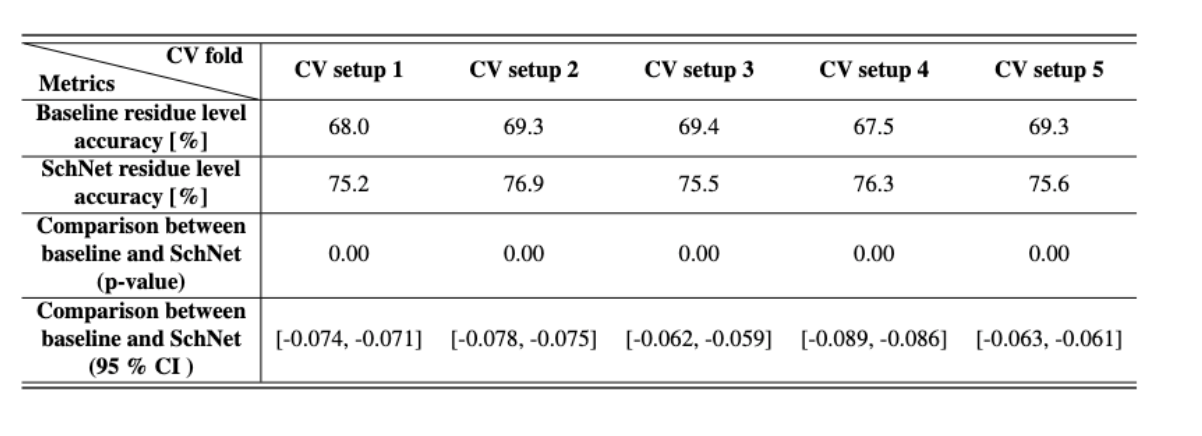 CV fold
Metrics
CV setup 1 CV setup 2 CV setup 3 CV setup 4 CV setup 5
Baseline residue level
accuracy [%]
68.0 69.3 69.4 67.5 69.3
SchNet residue level
accuracy [%]
75.2 76.9 75.5 76.3 75.6
Comparison between
baseline and SchNet
(p-value)
0.00 0.00 0.00 0.00 0.00
Comparison between
baseline and SchNet
(95 % CI )
[-0.074, -0.071] [-0.078, -0.075] [-0.062, -0.059] [-0.089, -0.086] [-0.063, -0.061]